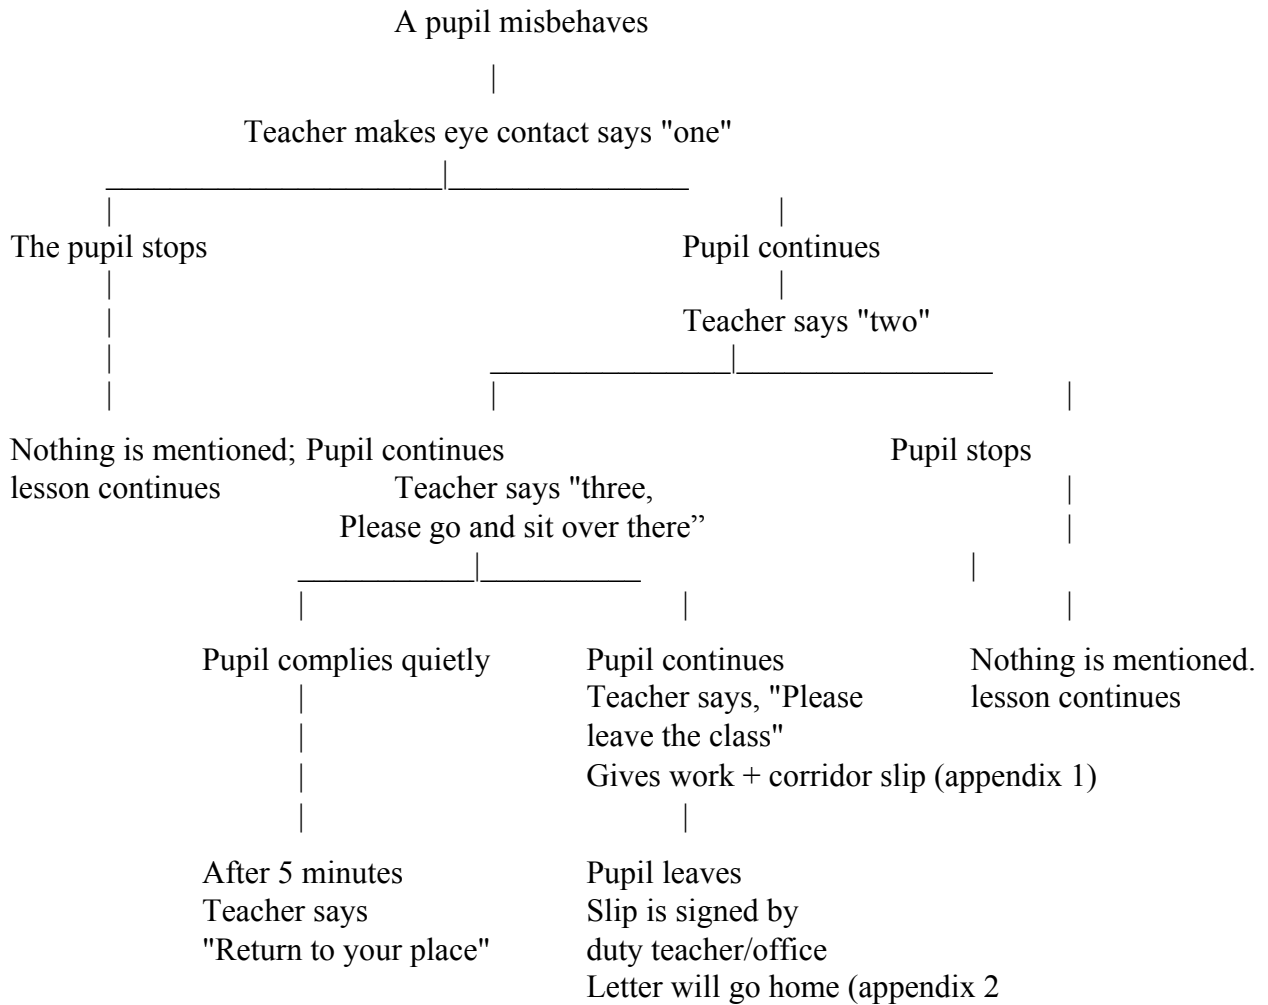 A pupil misbehaves
Teacher makes eye contact says "one"
The pupil stops
Pupil continues
Teacher says "two"
Nothing is mentioned;
lesson continues
Pupil continues
Teacher says "three,
Please go and sit over there”
Pupil stops
Pupil complies quietly
Pupil continues
Teacher says, "Please
leave the class"
Gives work + corridor slip (appendix 1)
Nothing is mentioned.
lesson continues
After 5 minutes
Teacher says
"Return to your place"
Pupil leaves
Slip is signed by
duty teacher/office
Letter will go home (appendix 2